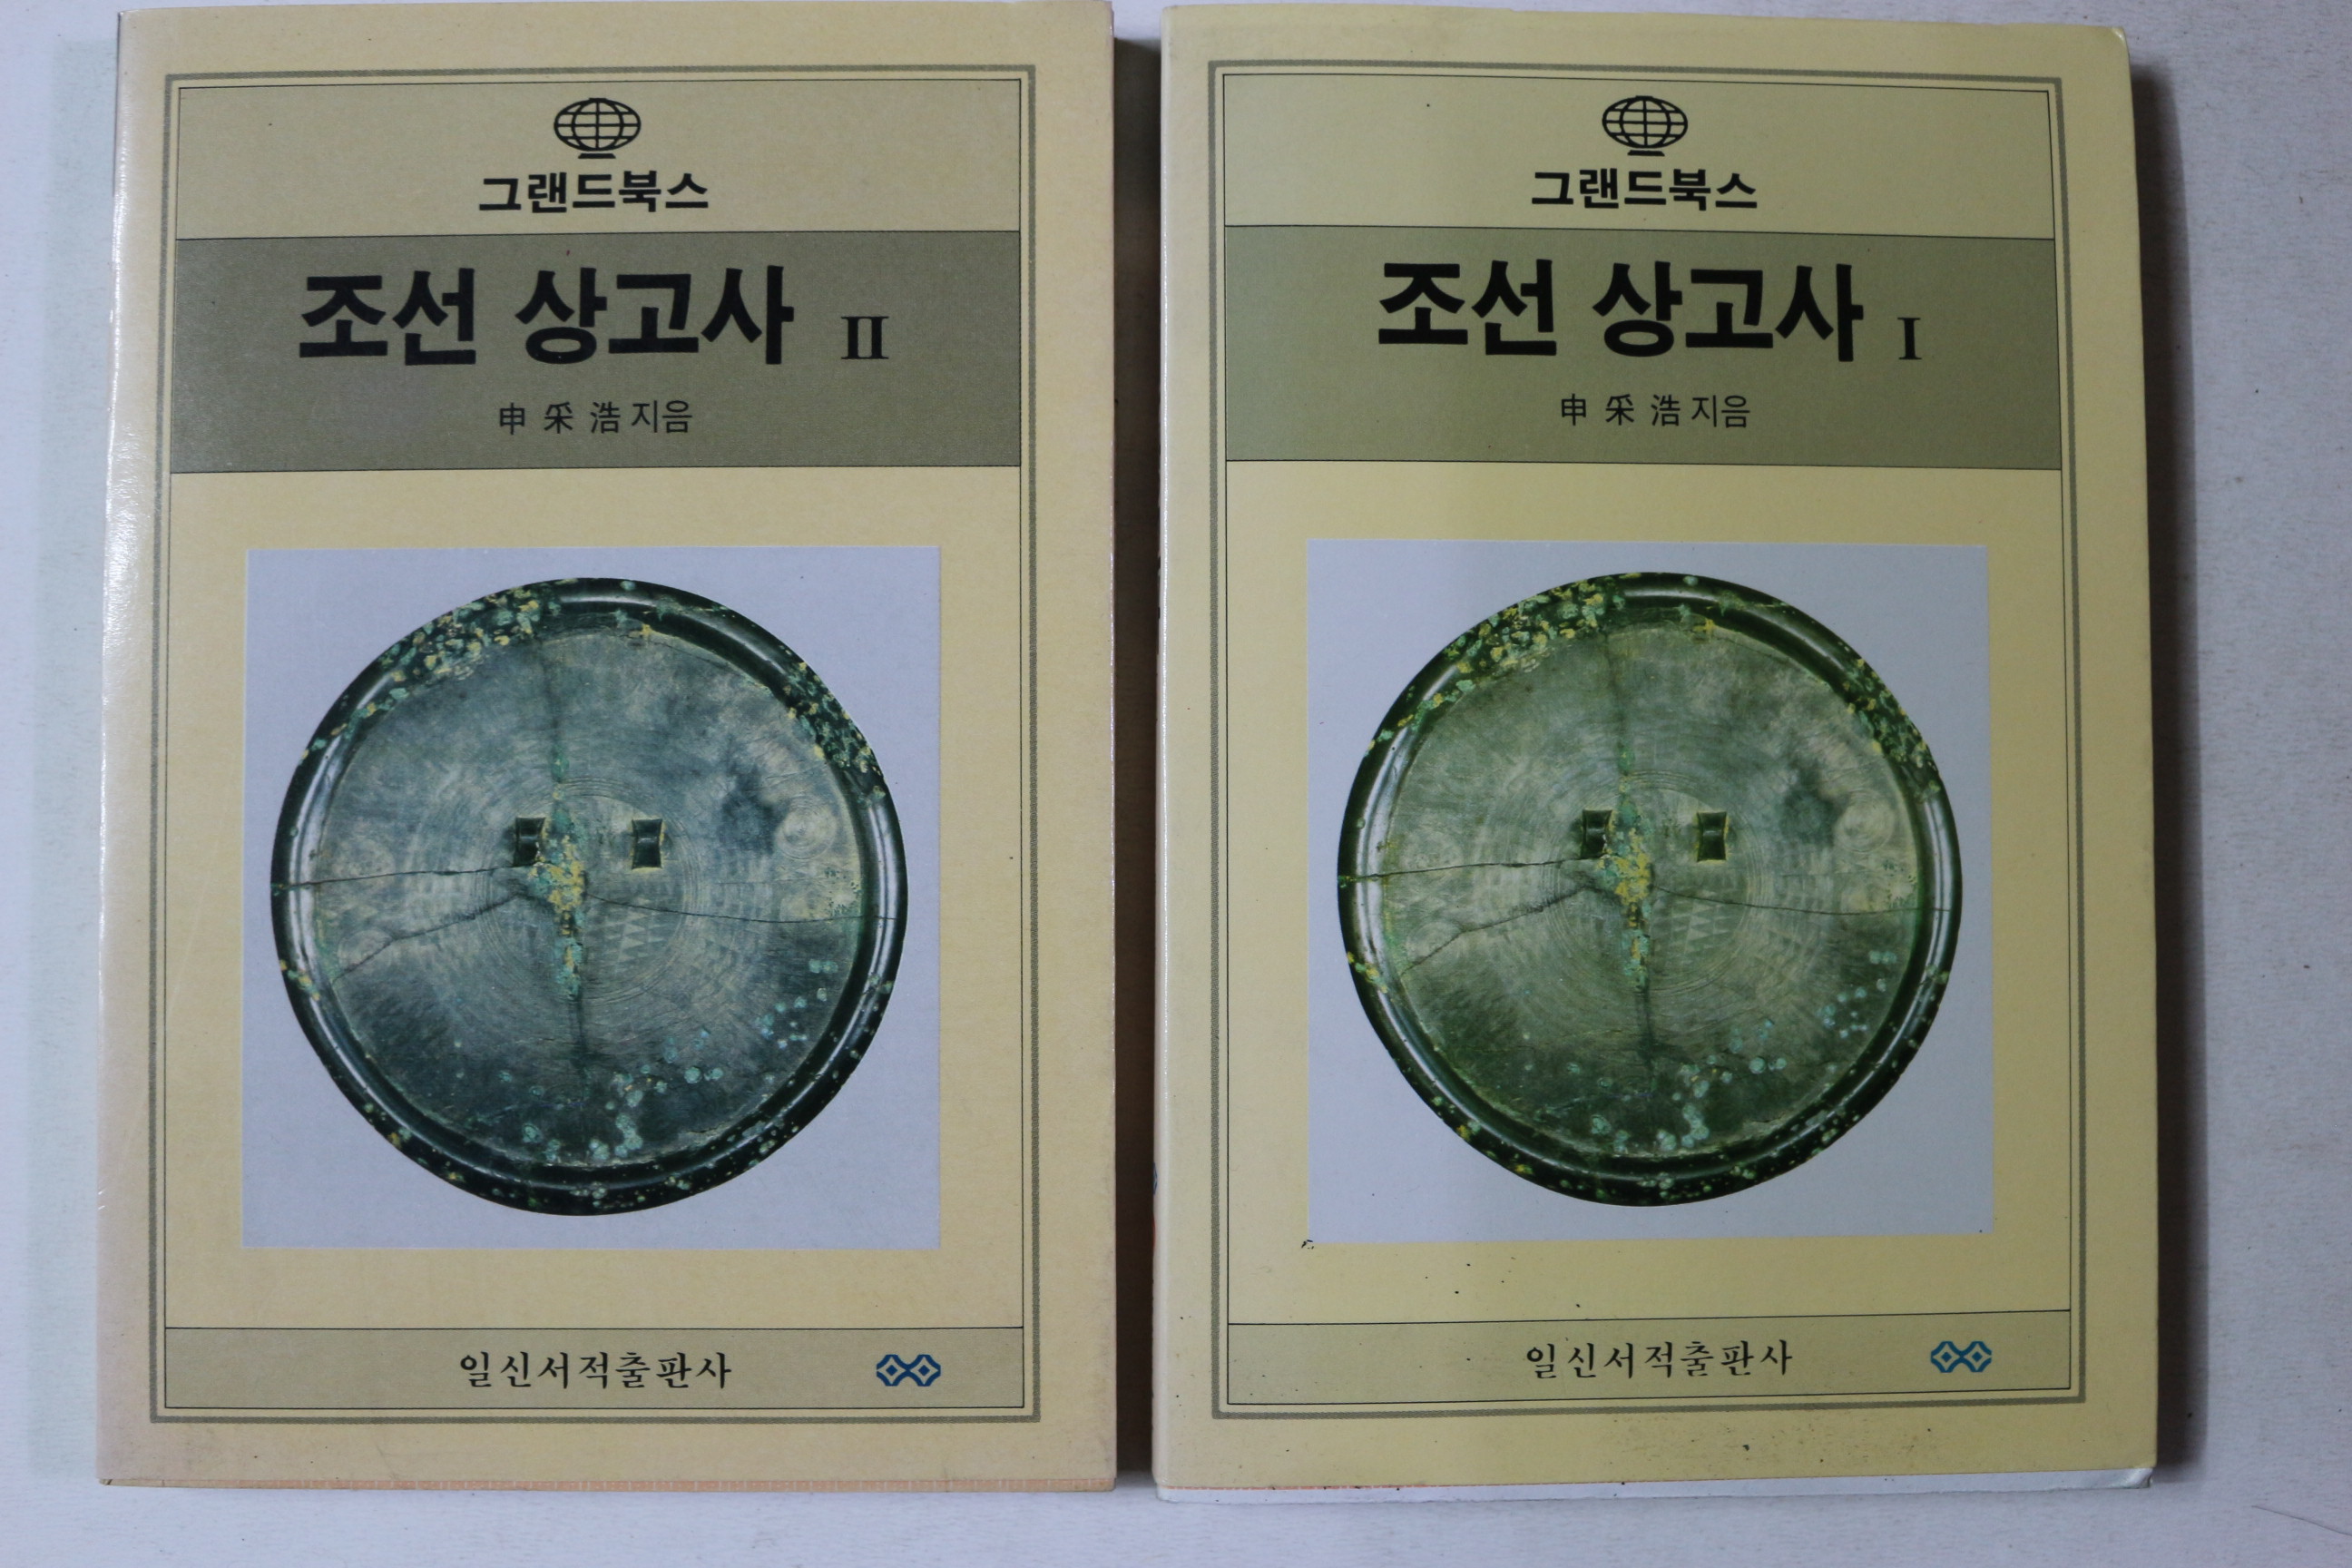 그랜드북스
조선 상고사 II
申采浩 지음
일신서적출판사
그랜드북스
조선 상고사 I
申采浩 지음
일신서적출판사